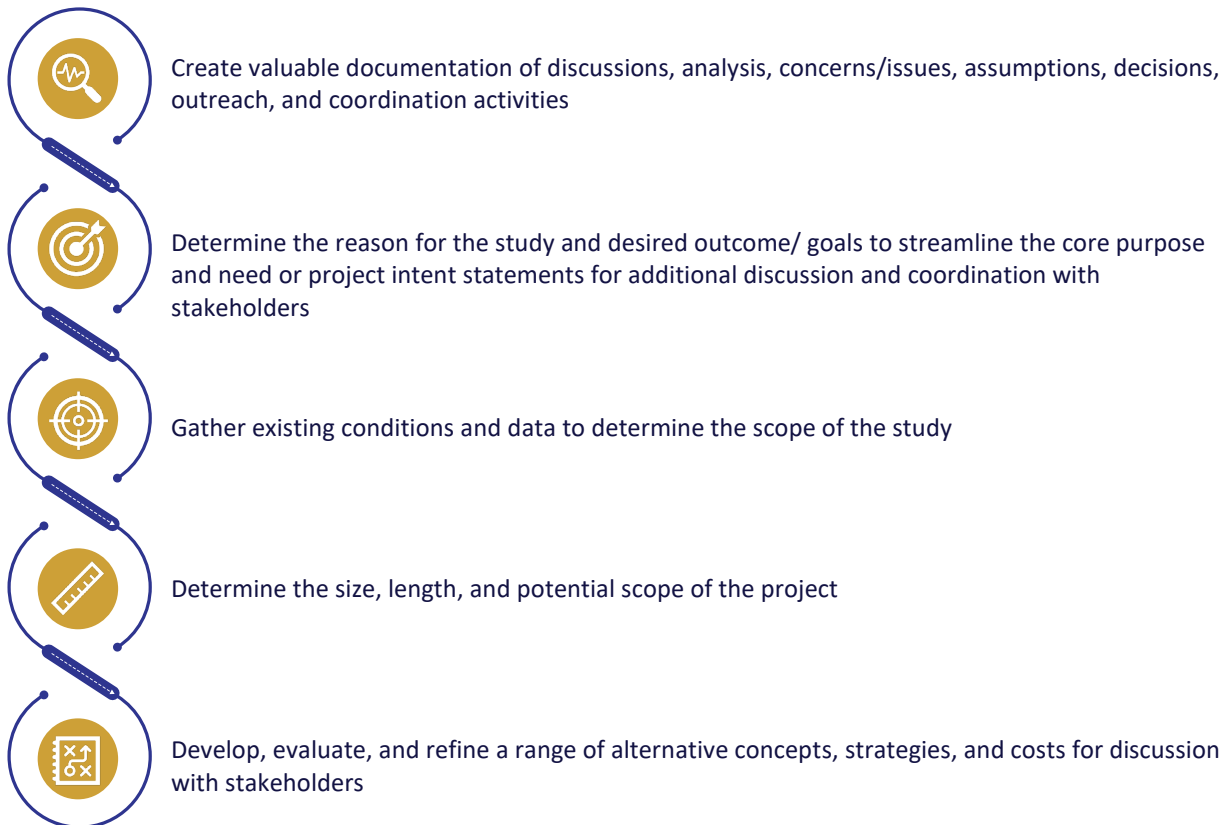 Create valuable documentation of discussions, analysis, concerns/issues, assumptions, decisions,
outreach, and coordination activities
Determine the reason for the study and desired outcome/ goals to streamline the core purpose
and need or project intent statements for additional discussion and coordination with
stakeholders
Gather existing conditions and data to determine the scope of the study
Determine the size, length, and potential scope of the project
Develop, evaluate, and refine a range of alternative concepts, strategies, and costs for discussion
with stakeholders